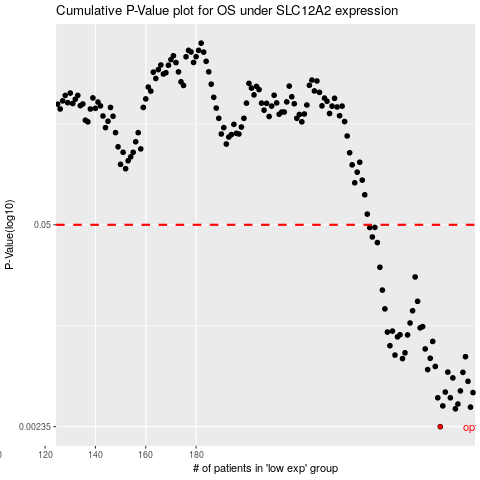 Cumulative P-Value plot for OS under SLC12A2 expression
P-Value(log10)
0.05
0.00235
op
0 120 140 160 180
# of patients in 'low exp' group